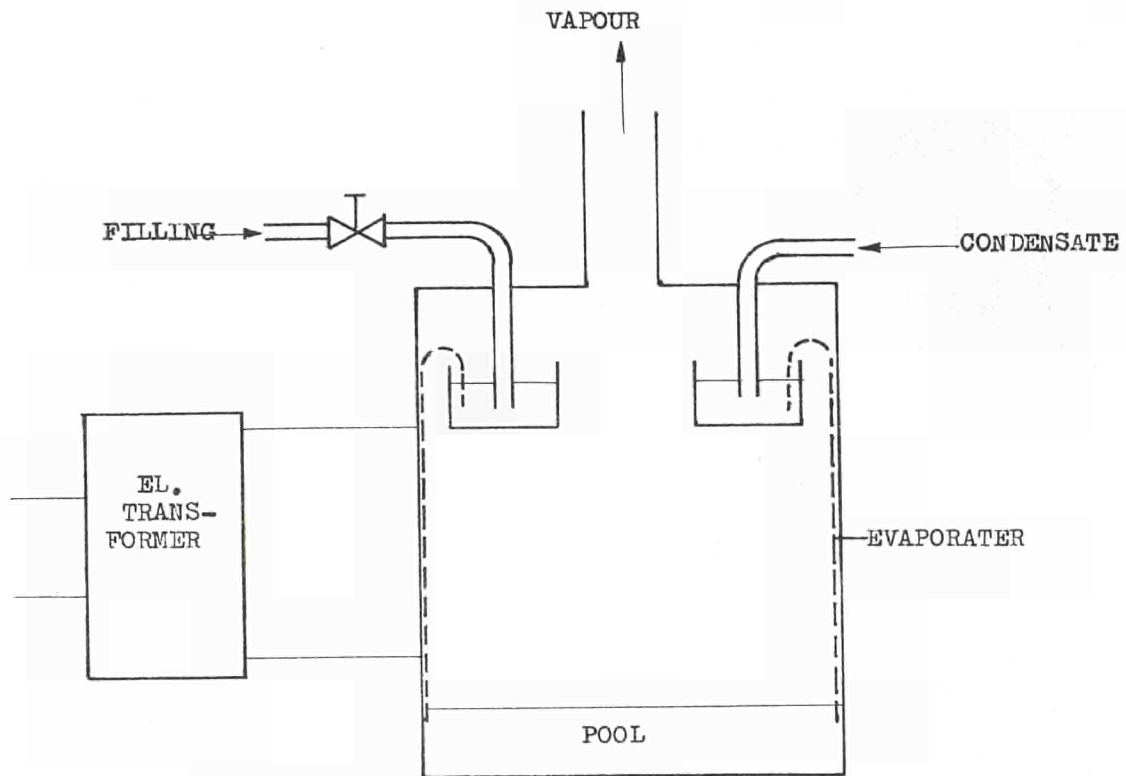 VAPOUR
FILLING
CONDENSATE
EL.
TRANS-
FORMER
EVAPORATER
POOL